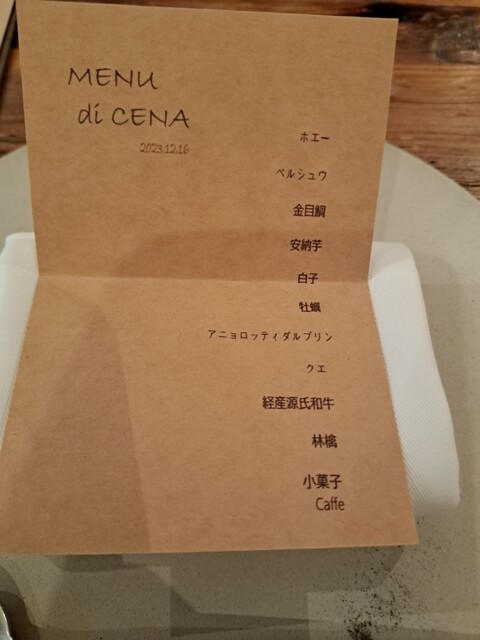 MENU
di CENA
2023.12.16
ホエー
ペルシュウ
金目鯛
安納芋
白子
牡蠣
アニョロッティダルプリン
クエ
経産源氏和牛
林檎
小菓子
Caffe